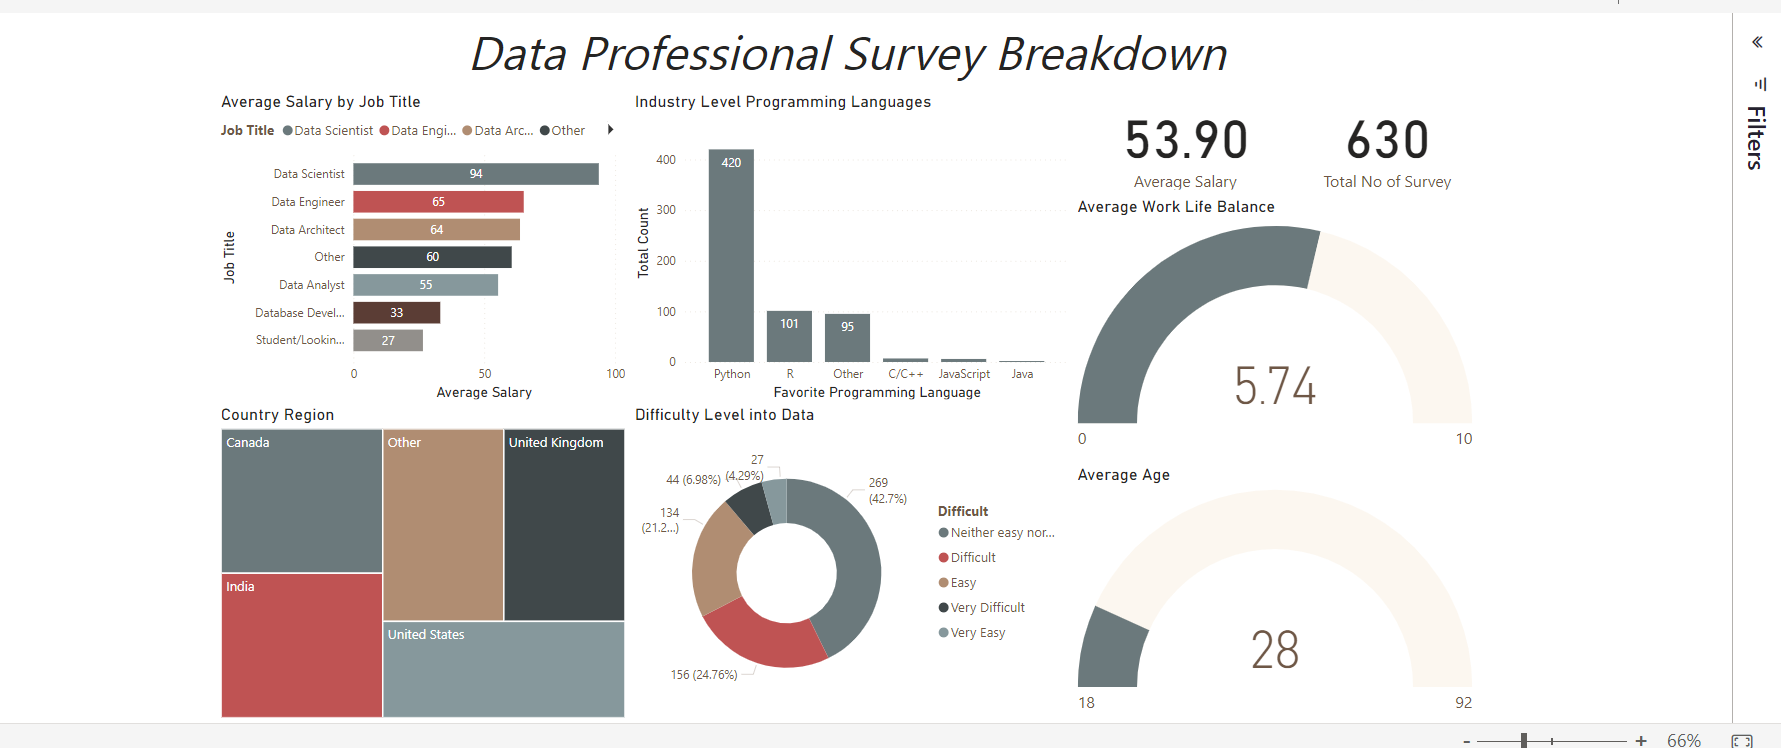 Data Professional Survey Breakdown
Average Salary by Job Title
Job Title Data Scientist Data Engi... Data Arc... Other
Job Title
Data Scientist 94
Data Engineer 65
Data Architect 64
Other 60
Data Analyst 55
Database Devel... 33
Student/Lookin... 27
0 50 100
Average Salary
Industry Level Programming Languages
Total Count
400
300
200
100
0
420
101
95
Python R Other C/C++ JavaScript Java
Favorite Programming Language
53.90
Average Salary
630
Total No of Survey
Average Work Life Balance
5.74
0 10
Country Region
Canada
Other
United Kingdom
India
United States
Difficulty Level into Data
27
(4.29%)
44 (6.98%)
134
(21.2...)
269
(42.7%)
156 (24.76%)
Difficult
Neither easy nor...
Difficult
Easy
Very Difficult
Very Easy
Average Age
28
18 92
Filters
- + 66%